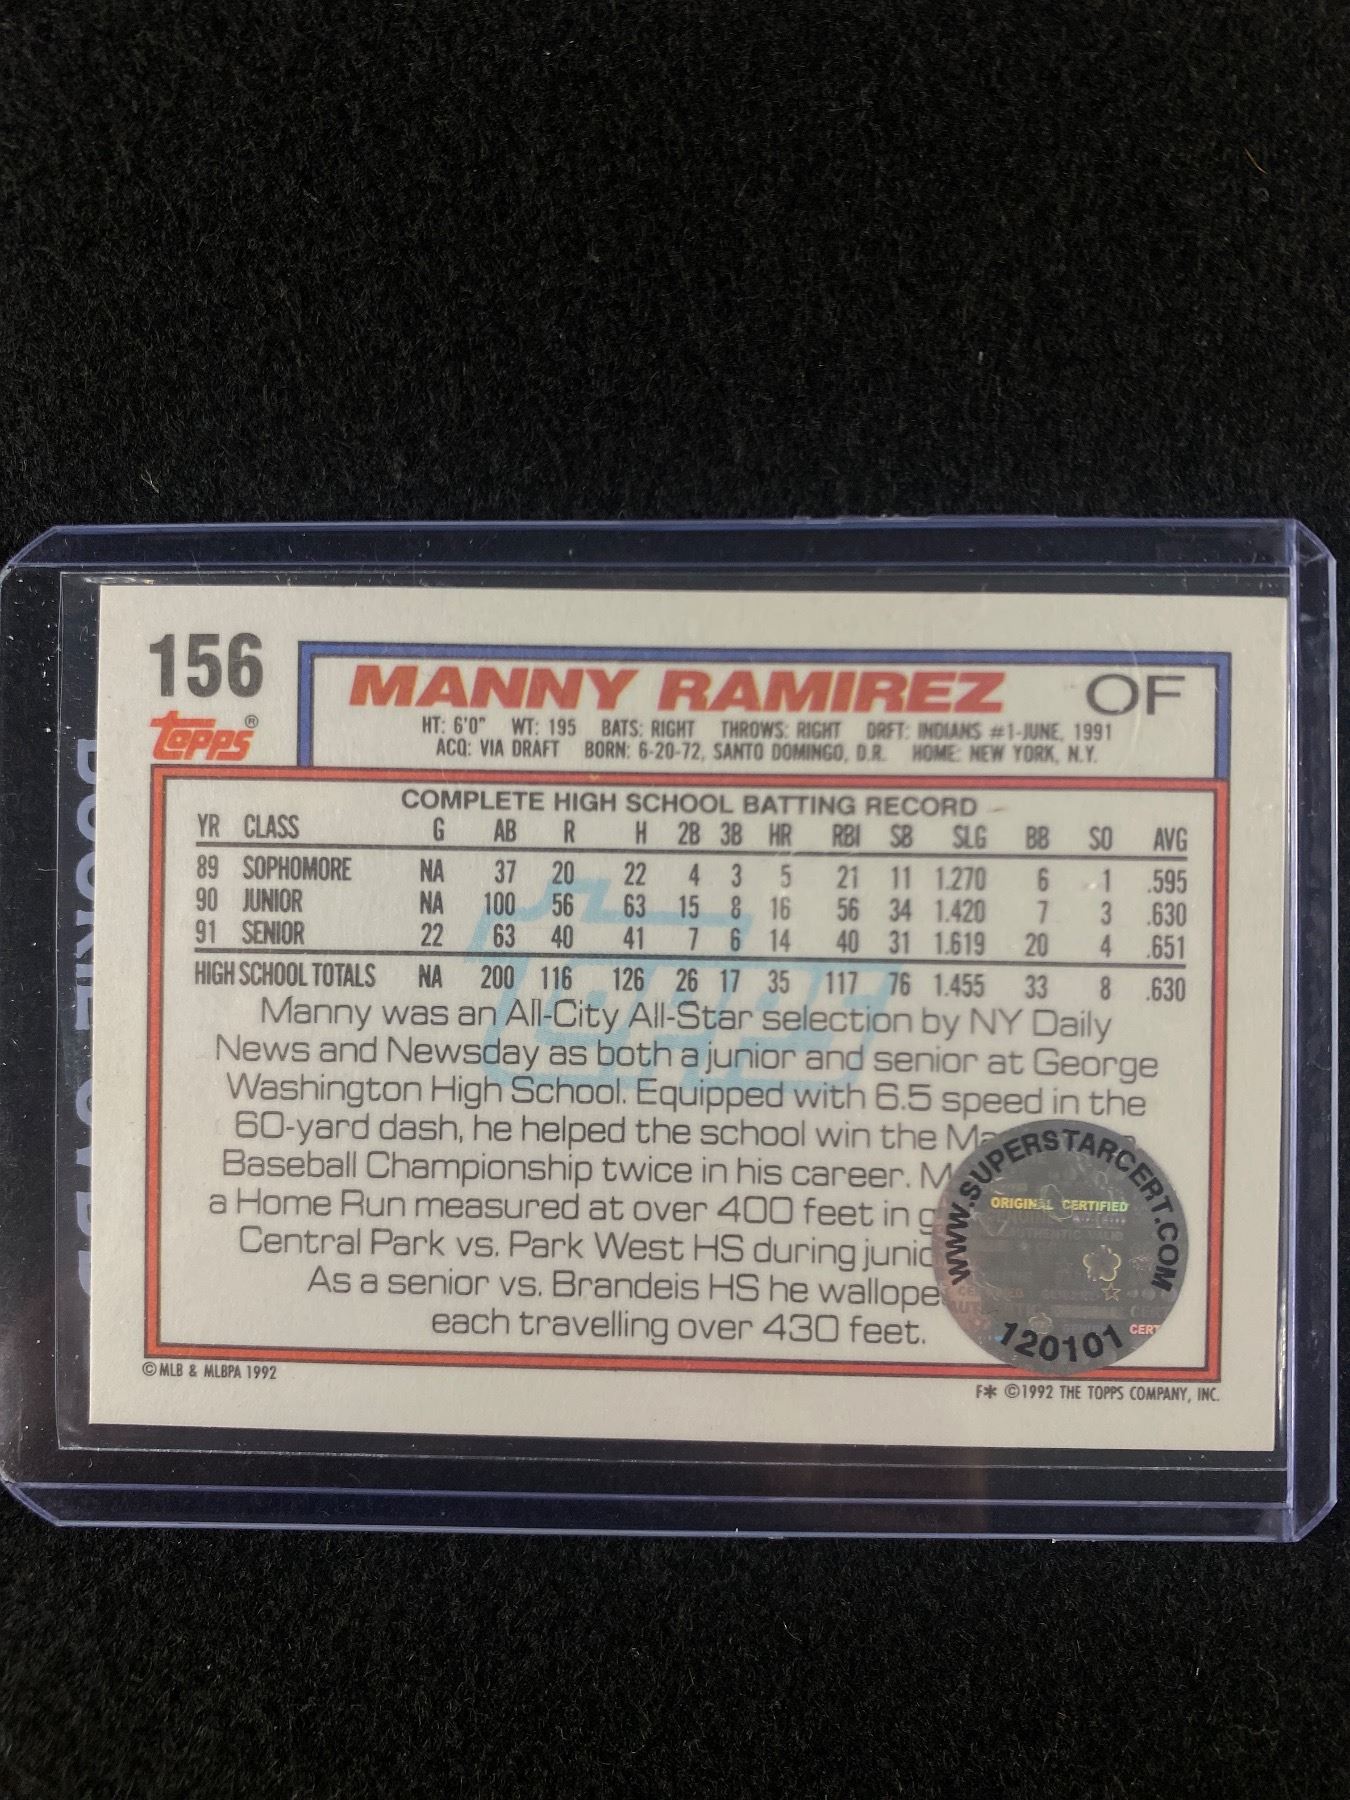 156
Topps®
MANNY RAMIREZ OF
HT: 6'0" WT: 195 BATS: RIGHT THROWS: RIGHT DRFT: INDIANS #1-JUNE, 1991
ACQ: VIA DRAFT BORN: 6-20-72, SANTO DOMINGO, D.R. HOME: NEW YORK, N.Y.
COMPLETE HIGH SCHOOL BATTING RECORD
YR CLASS G AB R H 2B 3B HR RBI SB SLG BB SO AVG
89 SOPHOMORE NA 37 20 22 4 3 5 21 11 1.270 6 1 .595
90 JUNIOR NA 100 56 63 15 8 16 56 34 1.420 7 3 .630
91 SENIOR 22 63 40 41 7 6 14 40 31 1.619 20 4 .651
HIGH SCHOOL TOTALS NA 200 116 126 26 17 35 117 76 1.455 33 8 .630
Manny was an All-City All-Star selection by NY Daily
News and Newsday as both a junior and senior at George
Washington High School. Equipped with 6.5 speed in the
60-yard dash, he helped the school win the
Baseball Championship twice in his career.
a Home Run measured at over 400 feet in
Central Park vs. Park West HS during
As a senior vs. Brandeis HS he
each travelling over 430 feet.
WWW.SUPERSTARCERT.COM
ORIGINAL CERTIFIED
AUTHENTIC VALID
CERT
120101
© MLB & MLBPA 1992
F✱ ©1992 THE TOPPS COMPANY, INC.